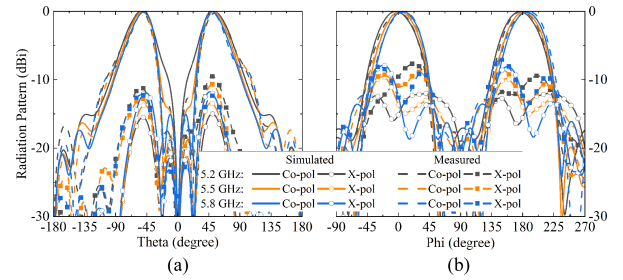 0
-10
-20
-30
Radiation Pattern (dBi)
-180 -135 -90 -45 0 45 90 135 180
Theta (degree)
(a)
Simulated Measured
5.2 GHz: Co-pol X-pol Co-pol X-pol
5.5 GHz: Co-pol X-pol Co-pol X-pol
5.8 GHz: Co-pol X-pol Co-pol X-pol
0
-10
-20
-30
-90 -45 0 45 90 135 180 225 270
Phi (degree)
(b)